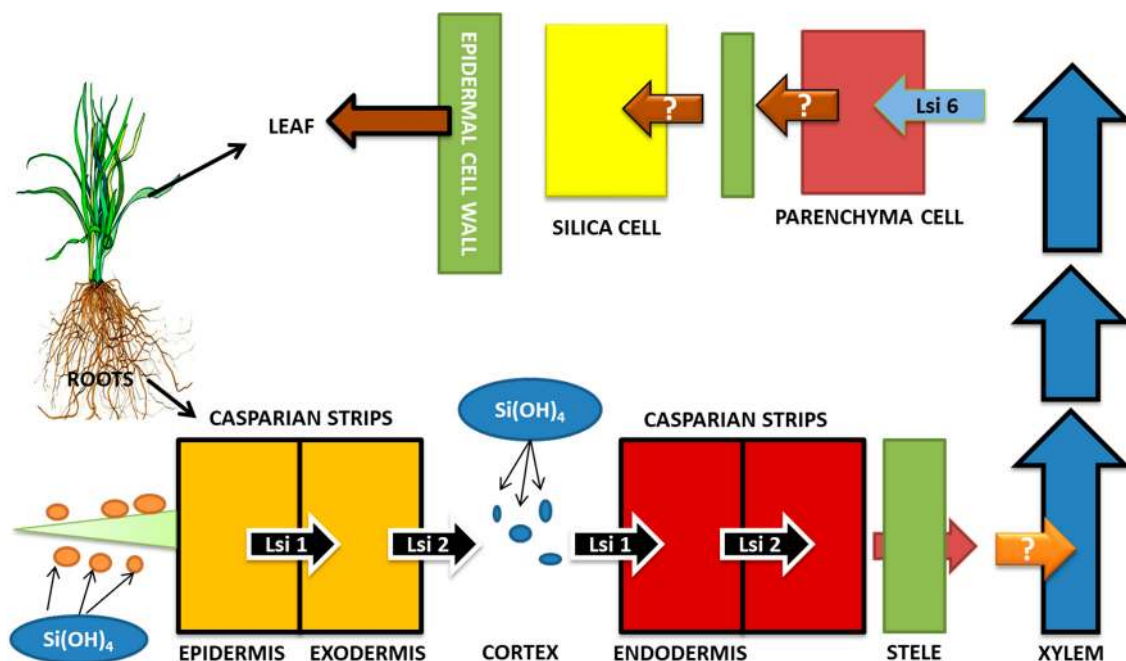 LEAF
EPIDERMAL CELL WALL
?
?
Lsi 6
SILICA CELL
PARENCHYMA CELL
ROOTS
CASPARIAN STRIPS
Si(OH)4
CASPARIAN STRIPS
Lsi 1
Lsi 2
Lsi 1
Lsi 2
?
Si(OH)4
EPIDERMIS
EXODERMIS
CORTEX
ENDODERMIS
STELE
XYLEM